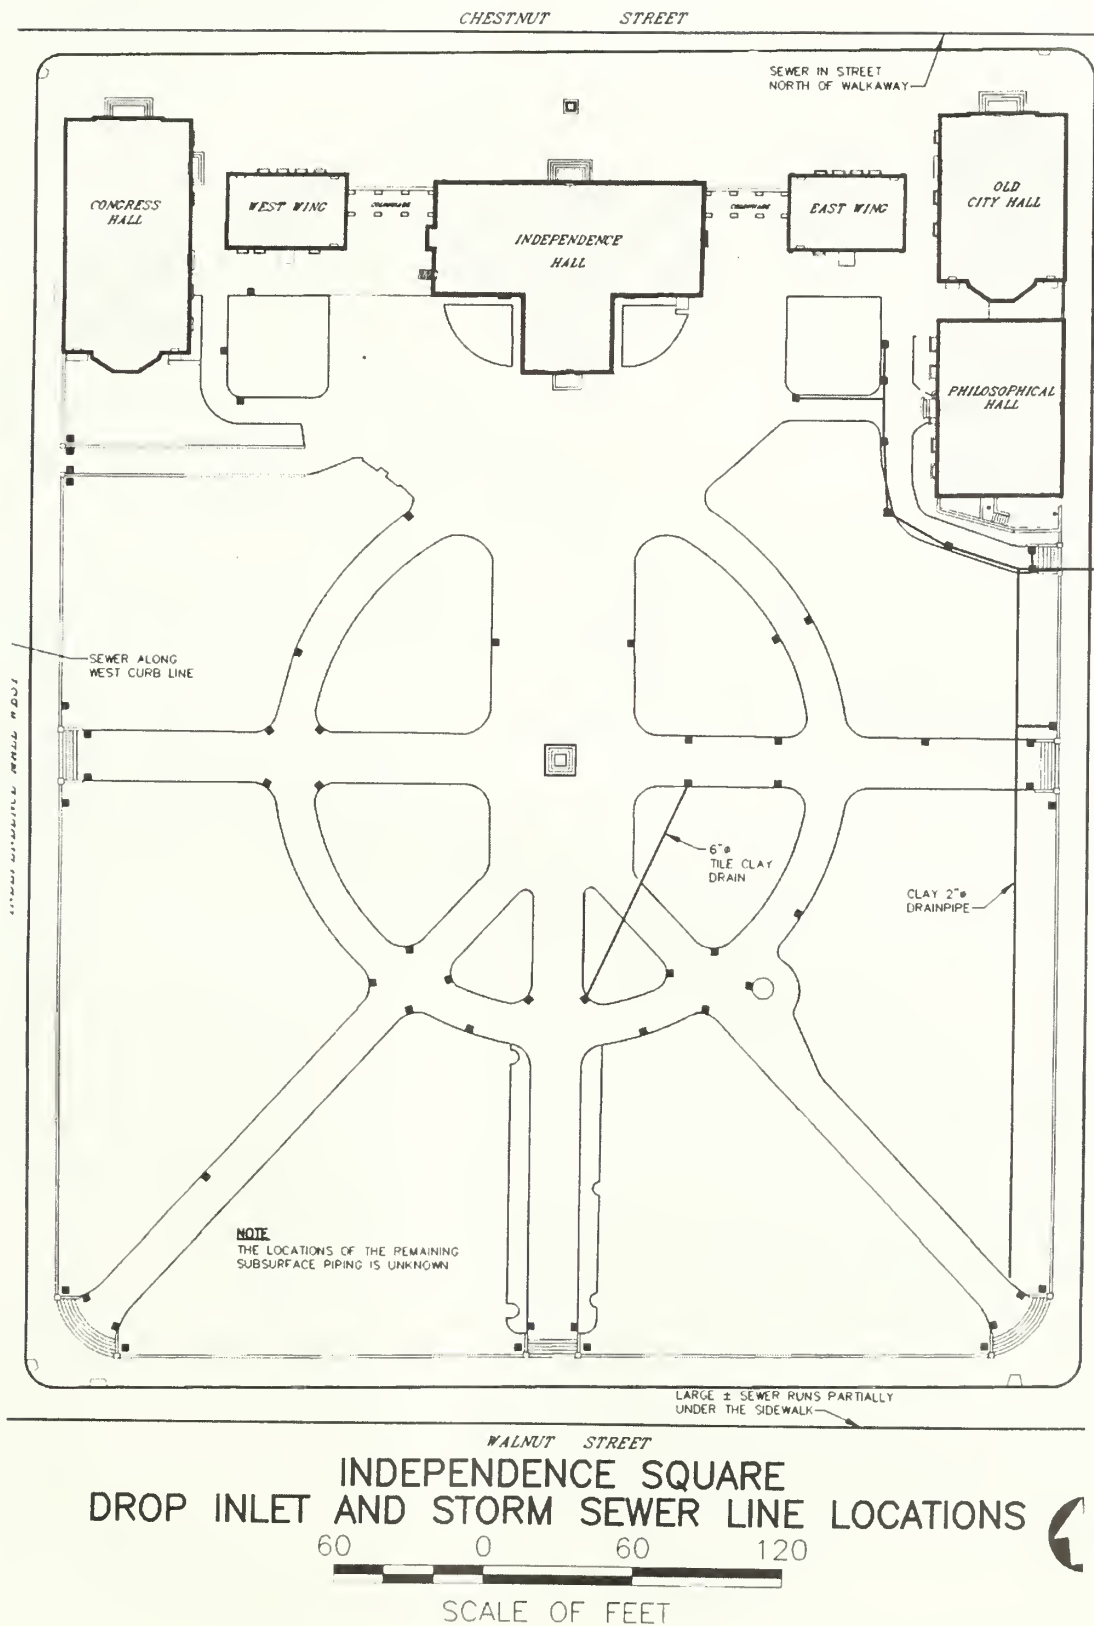 CHESTNUT STREET
SEWER IN STREET
NORTH OF WALKAWAY
CONGRESS
HALL
WEST WING
COLONNADE
INDEPENDENCE
HALL
COLONNADE
EAST WING
OLD
CITY HALL
PHILOSOPHICAL
HALL
SEWER ALONG
WEST CURB LINE
6"ø
TILE CLAY
DRAIN
CLAY 2"ø
DRAINPIPE
NOTE
THE LOCATIONS OF THE REMAINING
SUBSURFACE PIPING IS UNKNOWN
LARGE ± SEWER RUNS PARTIALLY
UNDER THE SIDEWALK
WALNUT STREET
INDEPENDENCE SQUARE
DROP INLET AND STORM SEWER LINE LOCATIONS
60 0 60 120
SCALE OF FEET